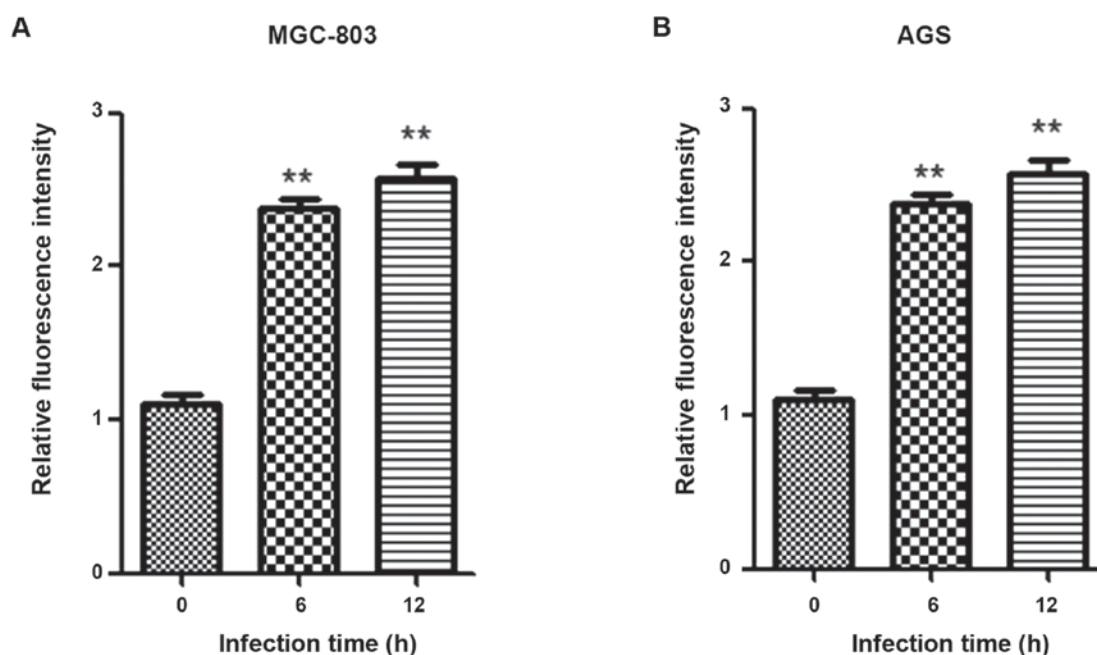 A
MGC-803
Relative fluorescence intensity
3
2
1
0
**
**
0 6 12
Infection time (h)
B
AGS
Relative fluorescence intensity
3
2
1
0
**
**
0 6 12
Infection time (h)